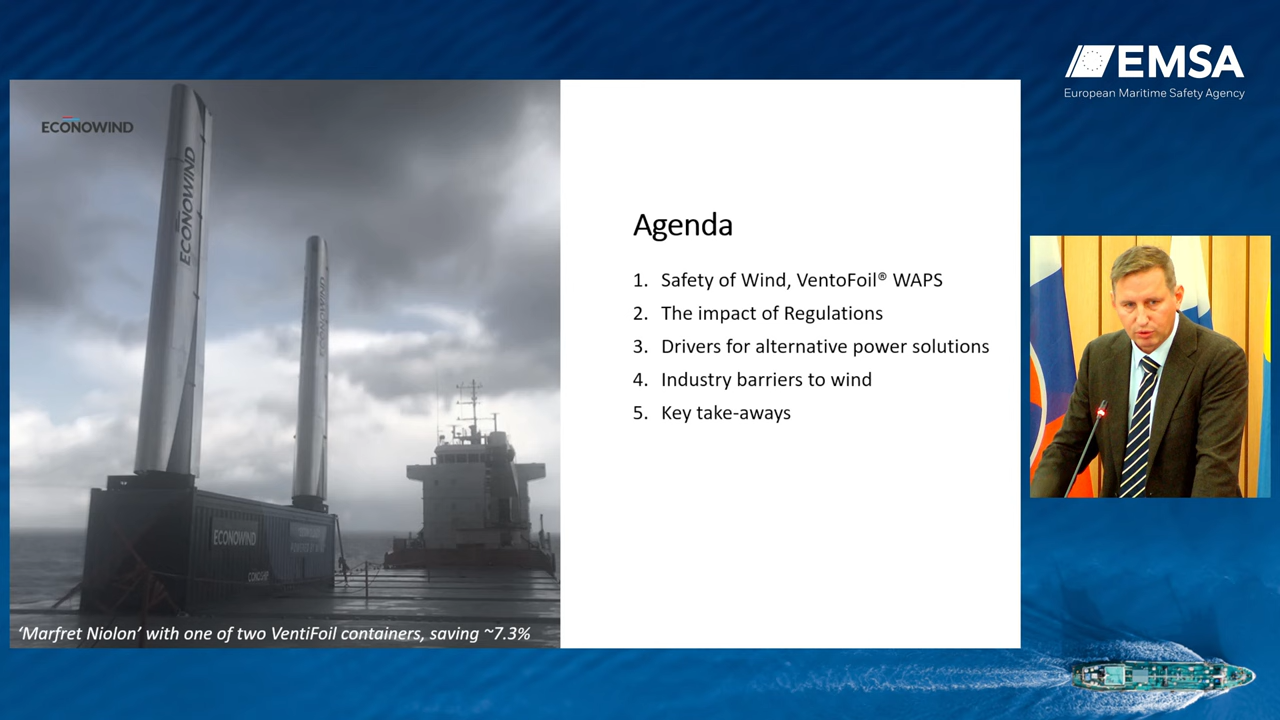 EMSA
European Maritime Safety Agency
ECONOWIND
ECONOWIND
ECONOWIND
ECONOWIND
CONOSHIP
'Marfret Niolon' with one of two VentiFoil containers, saving ~7.3%
Agenda
1. Safety of Wind, VentoFoil® WAPS
2. The impact of Regulations
3. Drivers for alternative power solutions
4. Industry barriers to wind
5. Key take-aways